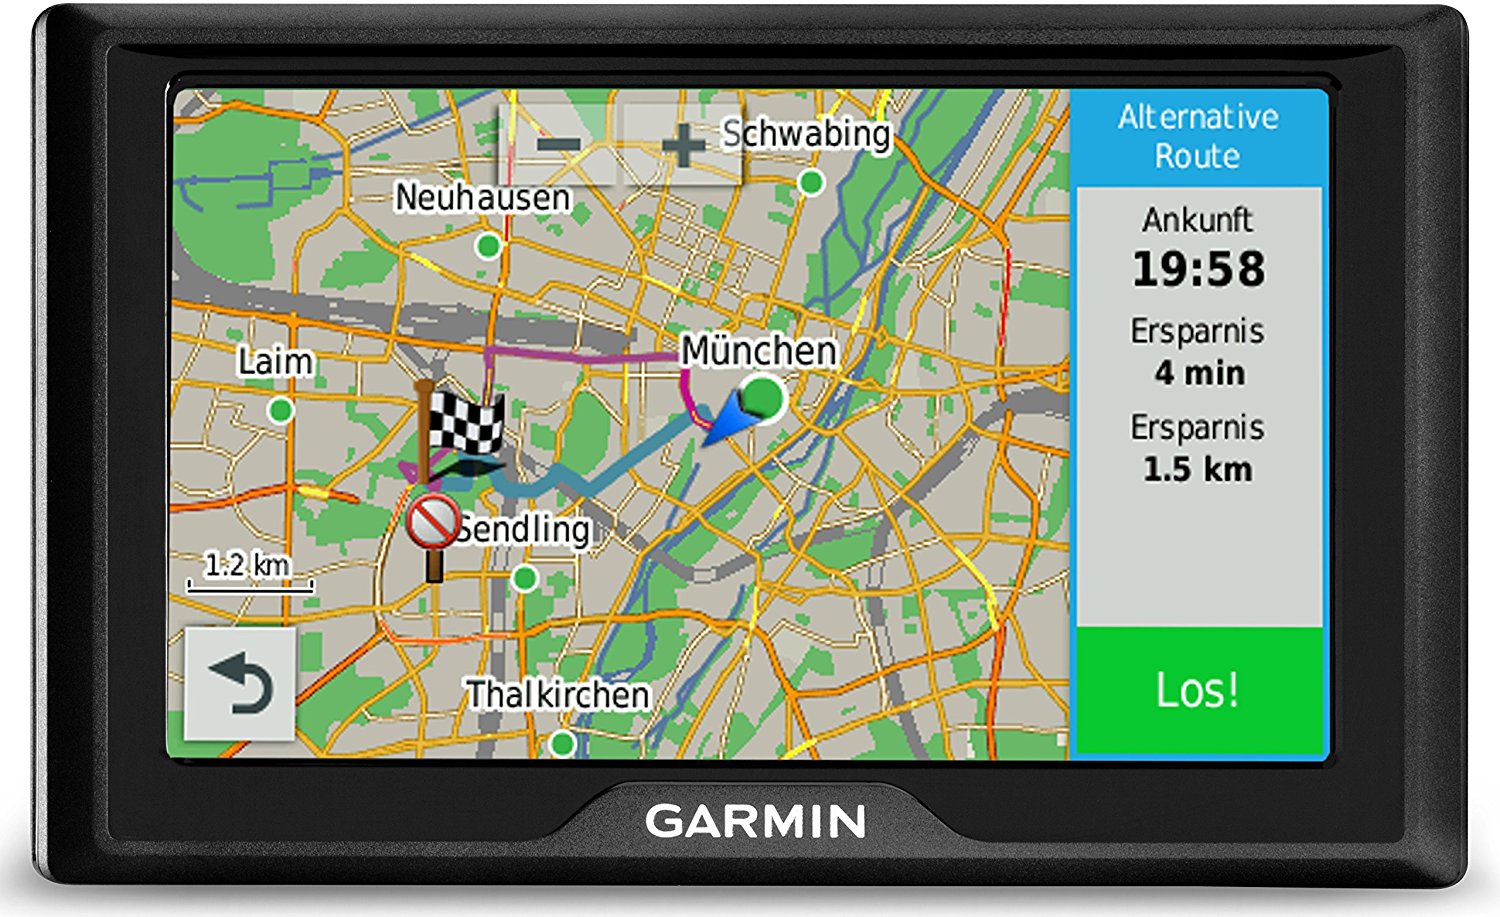 Schwabing
Neuhausen
München
Laim
Sendling
1.2 km
Thalkirchen
Alternative
Route
Ankunft
19:58
Ersparnis
4 min
Ersparnis
1.5 km
Los!
GARMIN